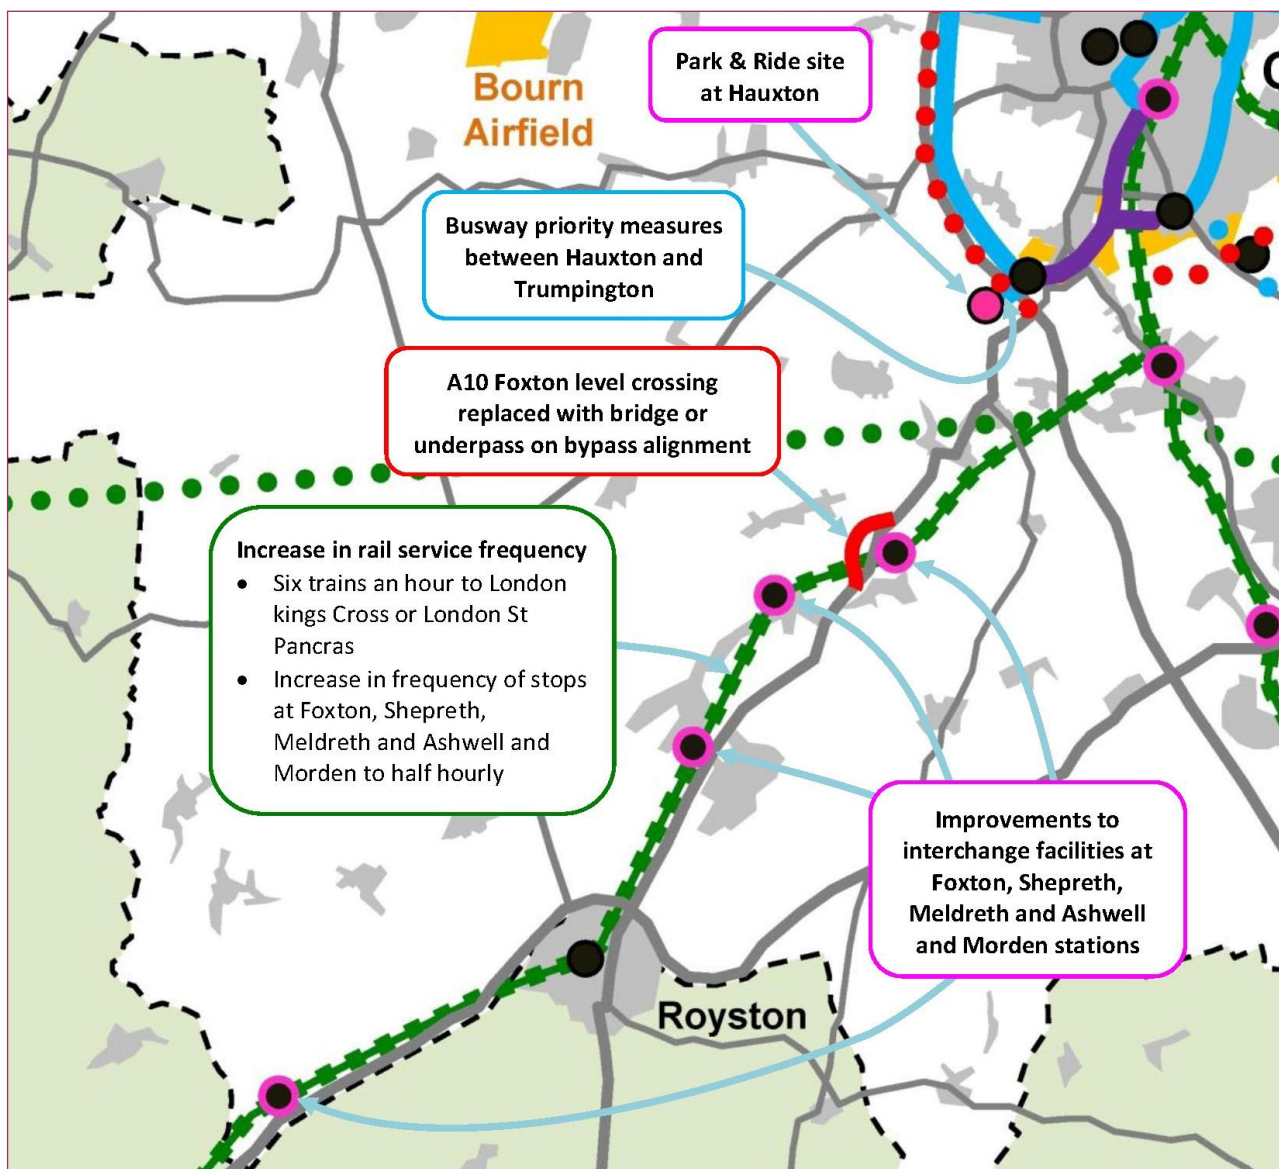 Bourn
Airfield
Park & Ride site
at Hauxton
C
Busway priority measures
between Hauxton and
Trumpington
A10 Foxton level crossing
replaced with bridge or
underpass on bypass alignment
Increase in rail service frequency
• Six trains an hour to London
kings Cross or London St
Pancras
• Increase in frequency of stops
at Foxton, Shepreth,
Meldreth and Ashwell and
Morden to half hourly
Improvements to
interchange facilities at
Foxton, Shepreth,
Meldreth and Ashwell
and Morden stations
Royston